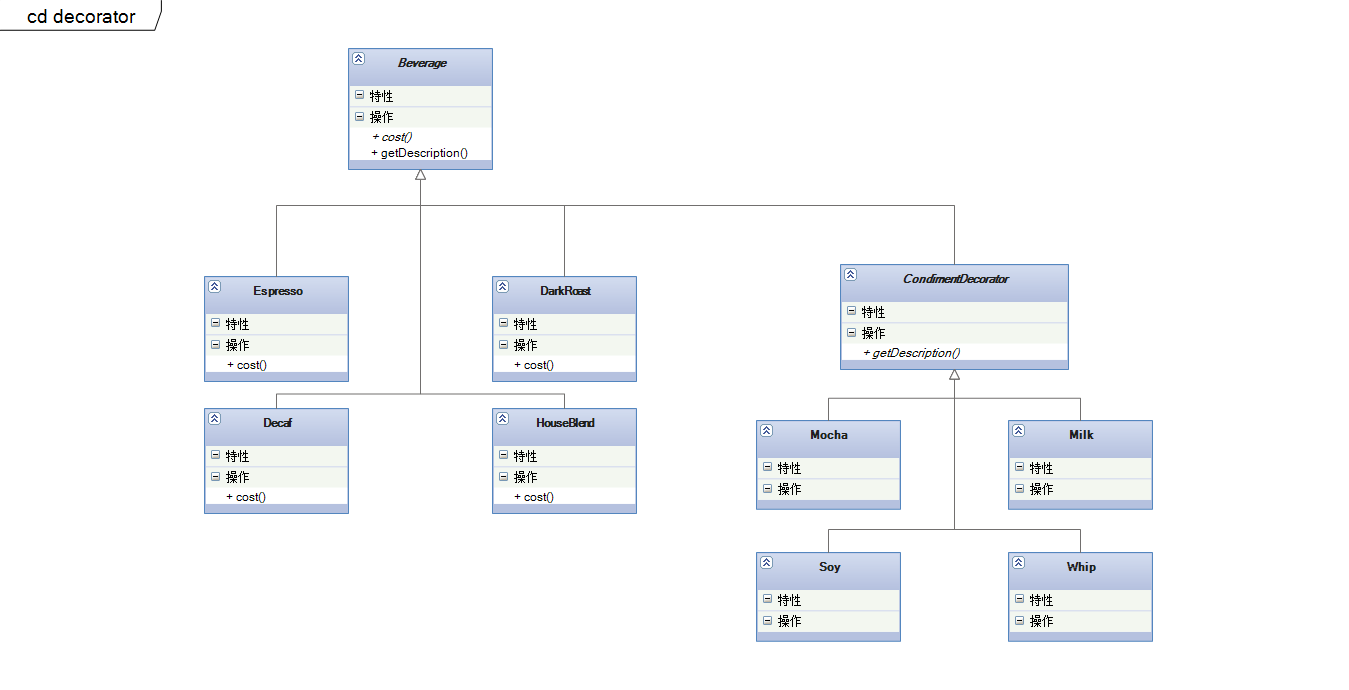 cd decorator
Beverage
特性
操作
+ cost()
+ getDescription()
Espresso
特性
操作
+ cost()
DarkRoast
特性
操作
+ cost()
CondimentDecorator
特性
操作
+ getDescription()
Decaf
特性
操作
+ cost()
HouseBlend
特性
操作
+ cost()
Mocha
特性
操作
Milk
特性
操作
Soy
特性
操作
Whip
特性
操作